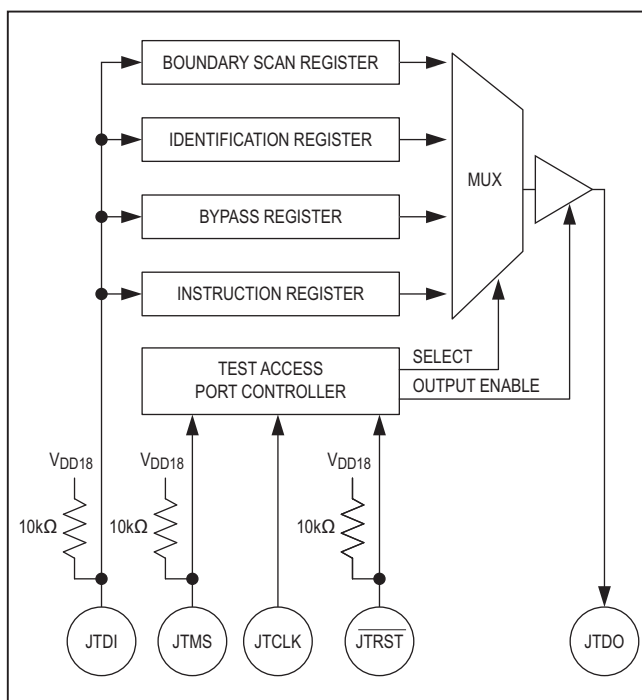 BOUNDARY SCAN REGISTER
IDENTIFICATION REGISTER
MUX
BYPASS REGISTER
INSTRUCTION REGISTER
TEST ACCESS
PORT CONTROLLER
SELECT
OUTPUT ENABLE
VDD18
VDD18
VDD18
10kΩ
10kΩ
10kΩ
JTDI
JTMS
JTCLK
JTRST
JTDO